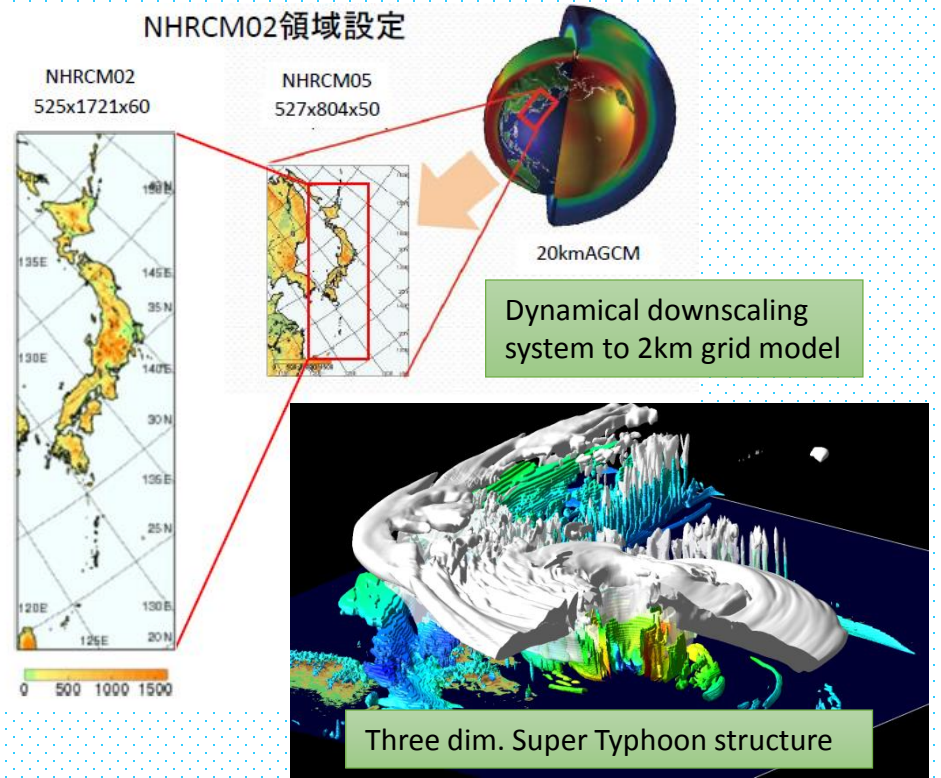 NHRCM02領域設定
NHRCM02
525x1721x60
NHRCM05
527x804x50
20kmAGCM
Dynamical downscaling
system to 2km grid model
135E
145E
35N
130E
140E
30N
135E
25N
120E
130E
125E
20N
0 500 1000 1500
Three dim. Super Typhoon structure